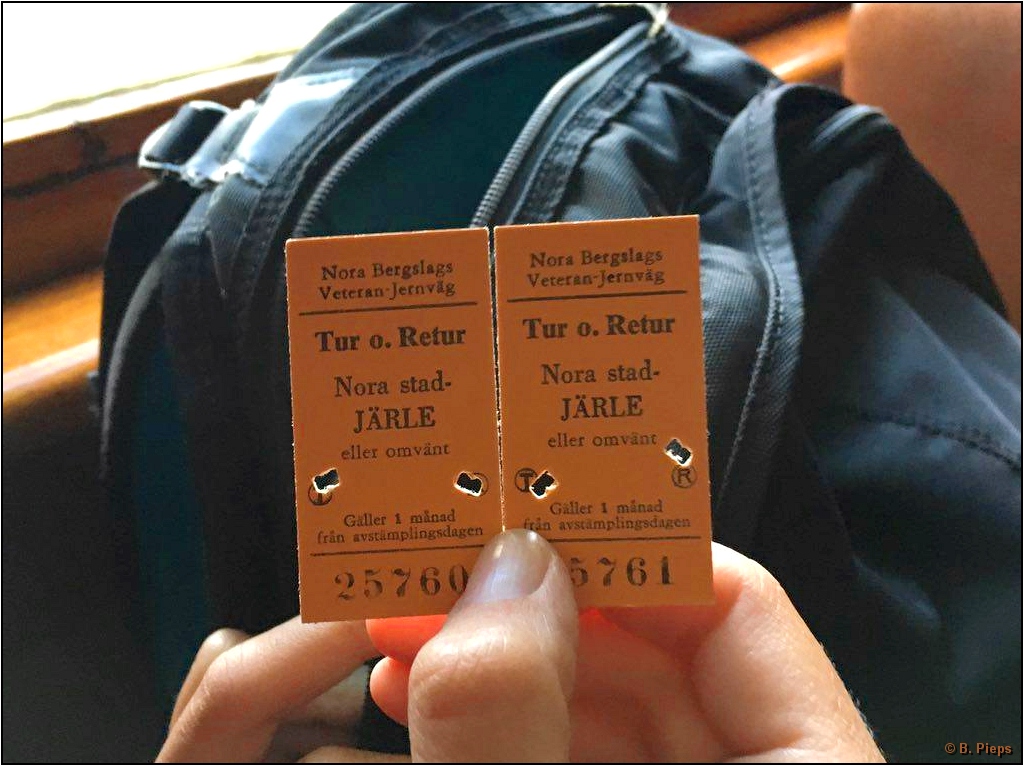 Nora Bergslags
Veteran-Jernväg
Tur o. Retur
Nora stad-
JÄRLE
eller omvänt
T
Gäller 1 månad
från avstämplingsdagen
25760
Nora Bergslags
Veteran-Jernväg
Tur o. Retur
Nora stad-
JÄRLE
eller omvänt
T R
Gäller 1 månad
från avstämplingsdagen
5761
© B. Pieps